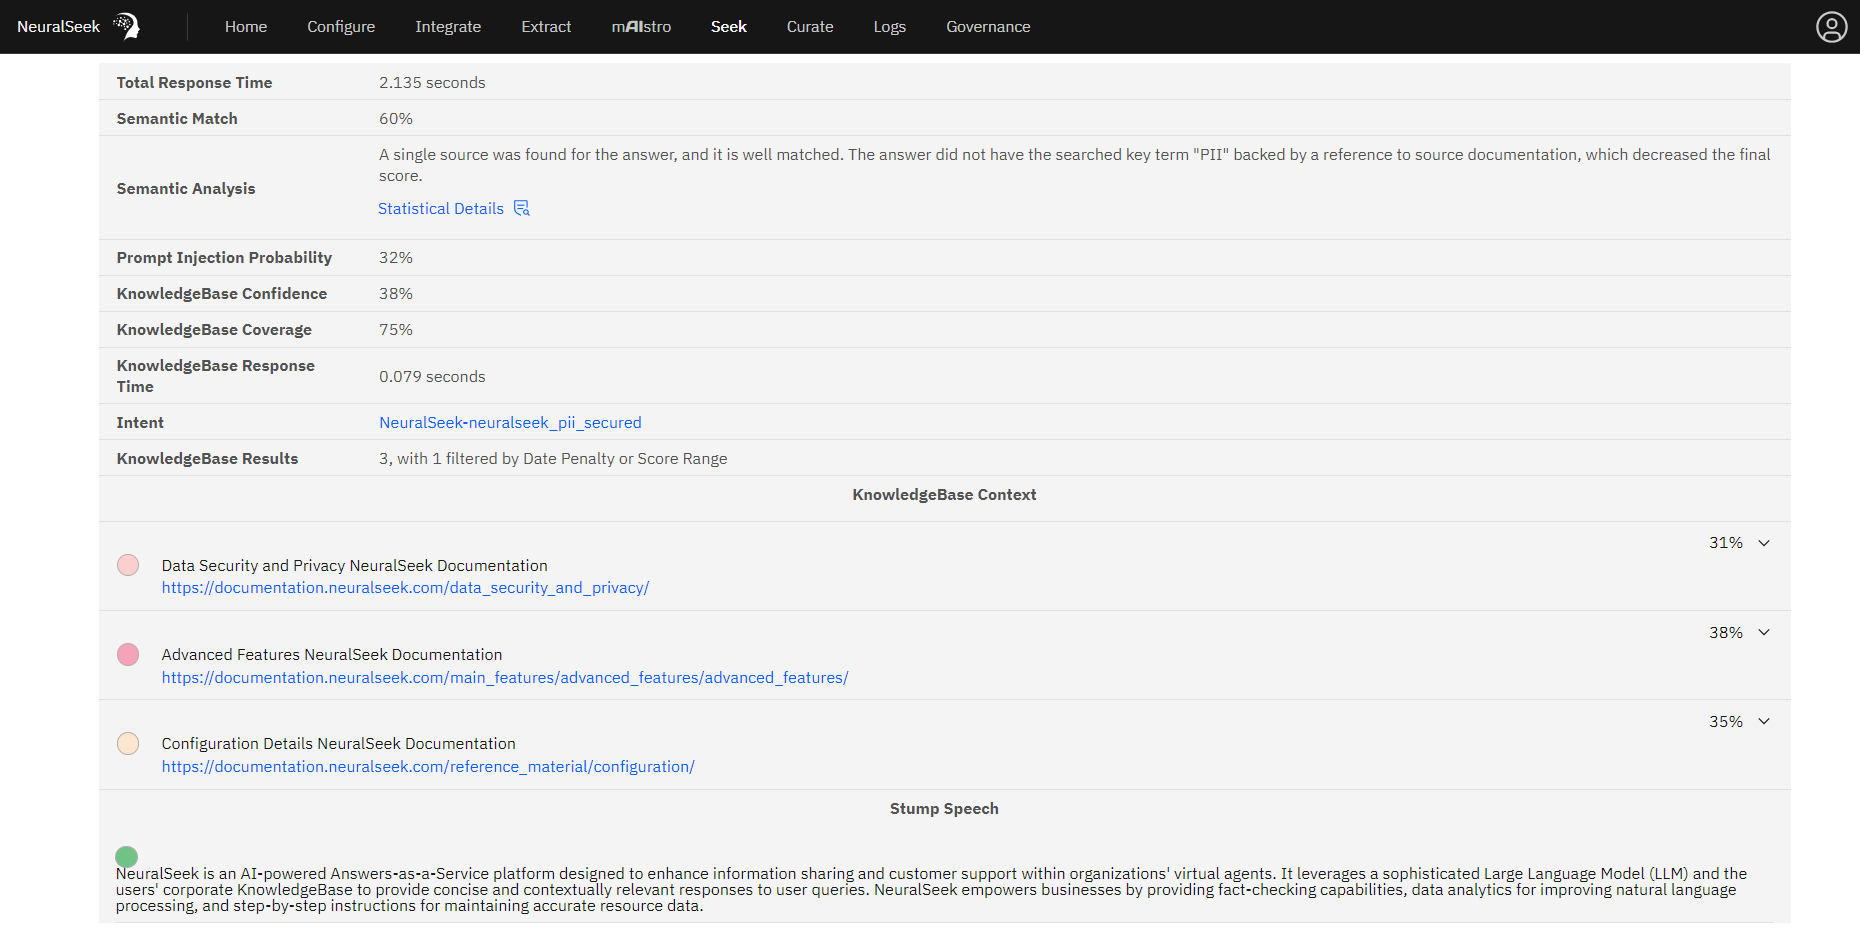 NeuralSeek
Home Configure Integrate Extract mAIstro Seek Curate Logs Governance
Total Response Time 2.135 seconds
Semantic Match 60%
Semantic Analysis
A single source was found for the answer, and it is well matched. The answer did not have the searched key term "PII" backed by a reference to source documentation, which decreased the final
score.
Statistical Details
Prompt Injection Probability 32%
KnowledgeBase Confidence 38%
KnowledgeBase Coverage 75%
KnowledgeBase Response
Time
0.079 seconds
Intent NeuralSeek-neuralseek_pii_secured
KnowledgeBase Results 3, with 1 filtered by Date Penalty or Score Range
KnowledgeBase Context
31%
Data Security and Privacy NeuralSeek Documentation
https://documentation.neuralseek.com/data_security_and_privacy/
38%
Advanced Features NeuralSeek Documentation
https://documentation.neuralseek.com/main_features/advanced_features/advanced_features/
35%
Configuration Details NeuralSeek Documentation
https://documentation.neuralseek.com/reference_material/configuration/
Stump Speech
NeuralSeek is an AI-powered Answers-as-a-Service platform designed to enhance information sharing and customer support within organizations' virtual agents. It leverages a sophisticated Large Language Model (LLM) and the
users' corporate KnowledgeBase to provide concise and contextually relevant responses to user queries. NeuralSeek empowers businesses by providing fact-checking capabilities, data analytics for improving natural language
processing, and step-by-step instructions for maintaining accurate resource data.